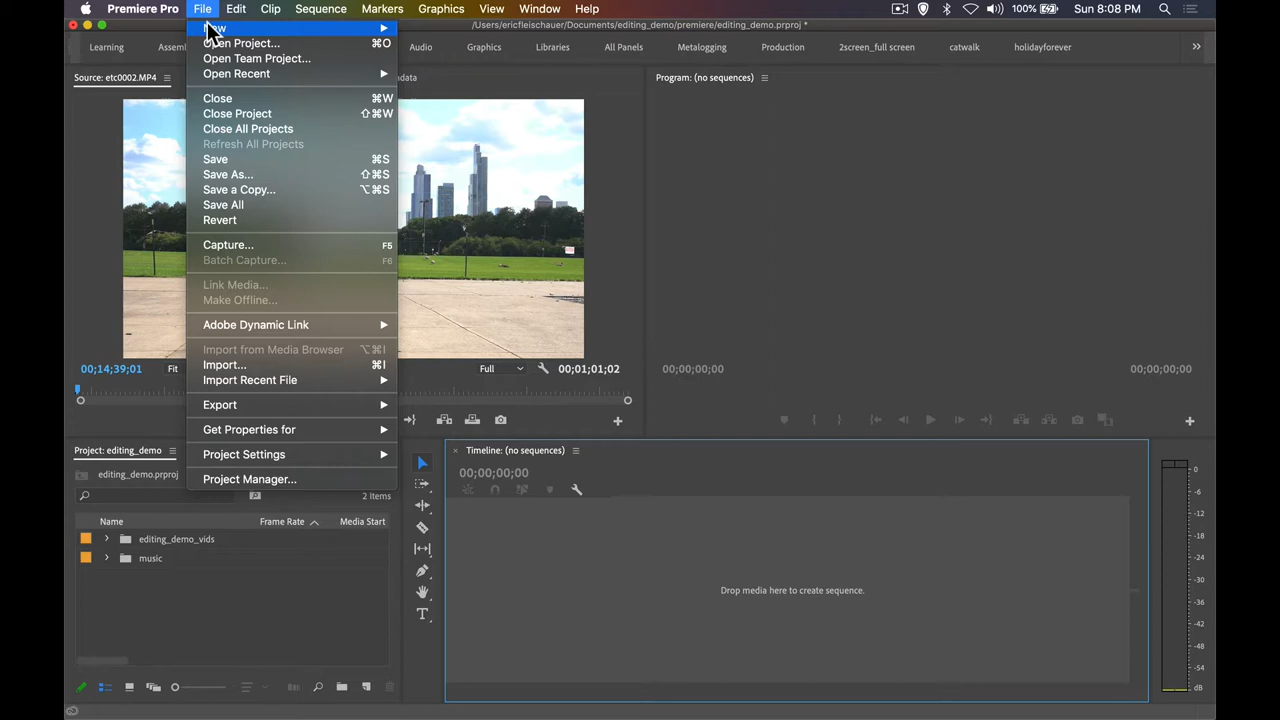 Premiere Pro File Edit Clip Sequence Markers Graphics View Window Help 100% Sun 8:08 PM
/Users/ericfleischauer/Documents/editing_demo/premiere/editing_demo.prproj *
Learning Audio Graphics Libraries All Panels Production 2screen_full screen catwalk holidayforever »
Open Project... ⌘O
Open Team Project...
Open Recent
Close ⌘W
Close Project ⇧⌘W
Close All Projects
Refresh All Projects
Save ⌘S
Save As... ⇧⌘S
Save a Copy... ⌥⌘S
Save All
Revert
Capture... F5
Batch Capture... F6
Link Media...
Make Offline...
Adobe Dynamic Link
Import from Media Browser ⌥⌘I
Import... ⌘I
Import Recent File
Export
Get Properties for
Project Settings
Project Manager...
Source: etc0002.MP4
Program: (no sequences)
00;14;39;01 Fit Full 00;01;01;02
00;00;00;00 00;00;00;00
Project: editing_demo
editing_demo.prproj
2 Items
Name Frame Rate Media Start
editing_demo_vids
music
× Timeline: (no sequences)
00;00;00;00
Drop media here to create sequence.
0
-6
-12
-18
-24
-30
-36
-42
-48
-54
dB